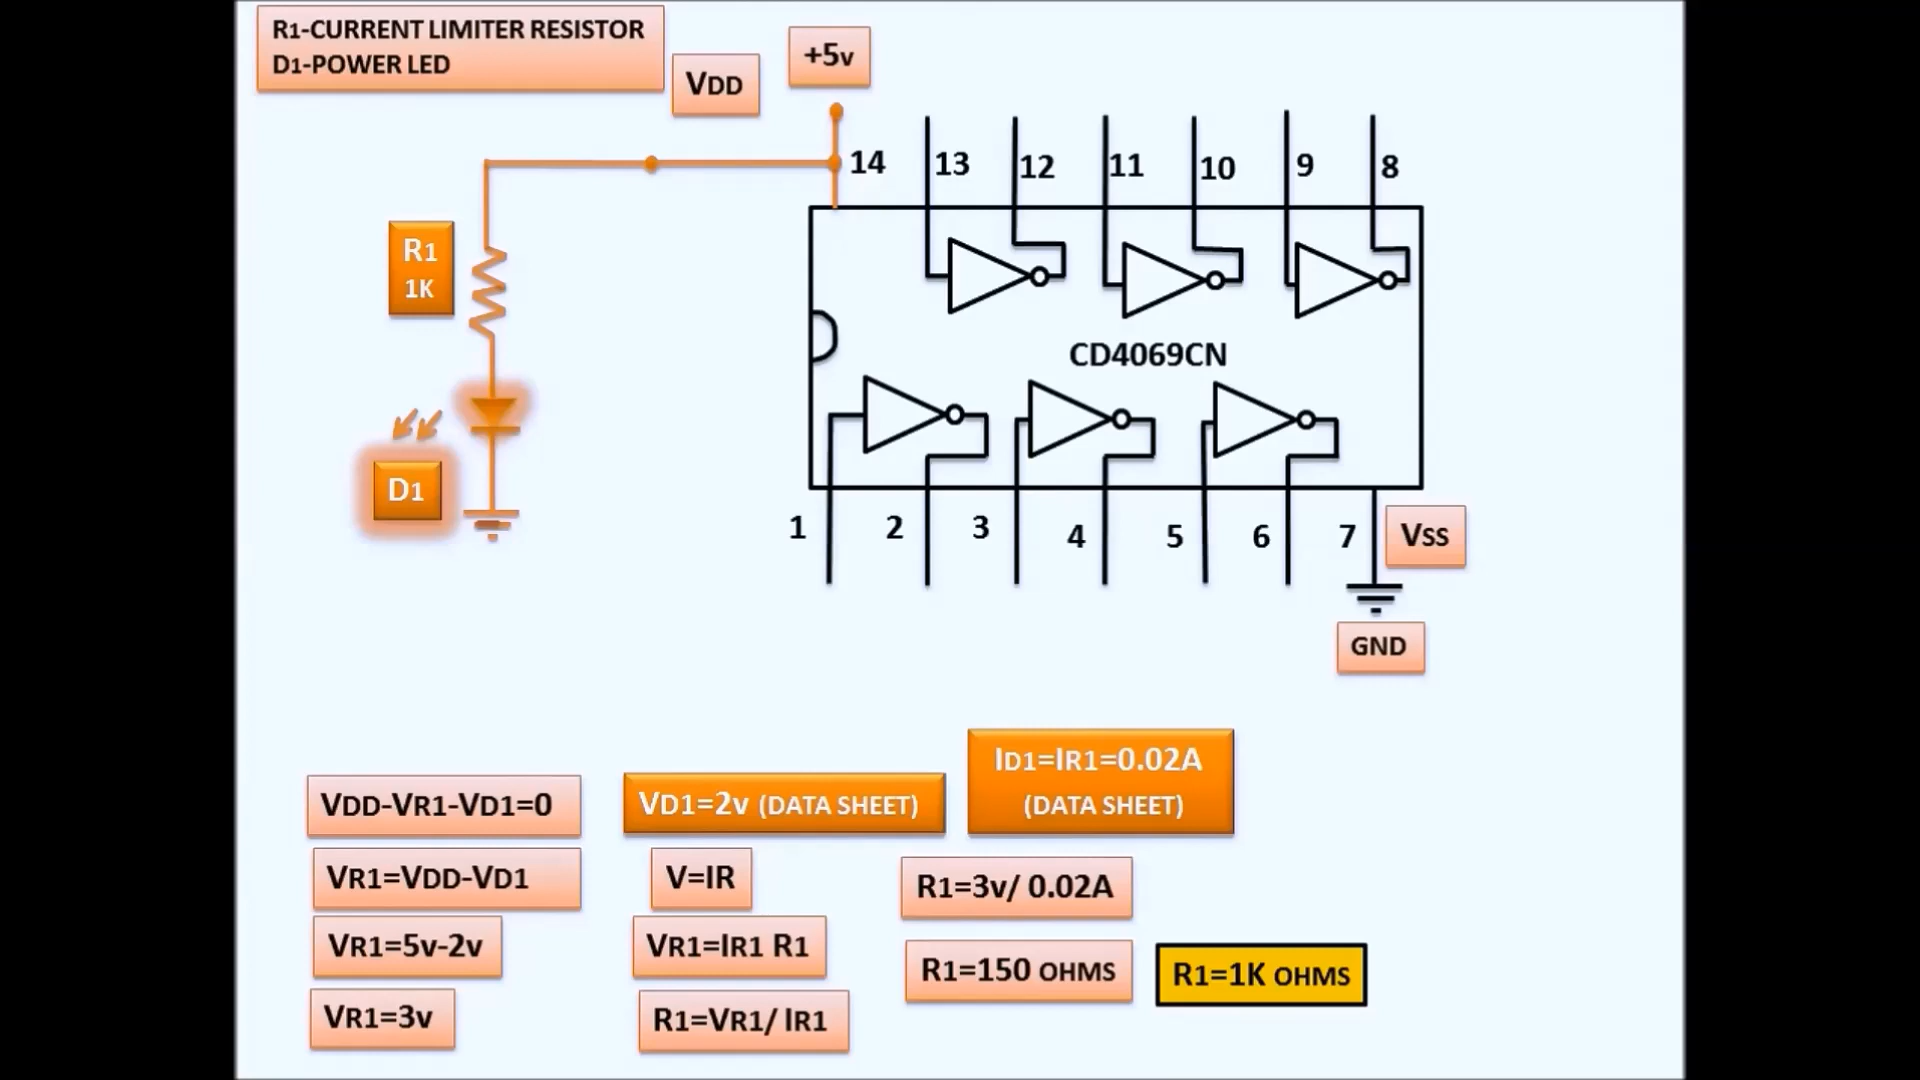 R1-CURRENT LIMITER RESISTOR
D1-POWER LED
VDD
+5v
14
13
12
11
10
9
8
R1
1K
CD4069CN
D1
1
2
3
4
5
6
7
VSS
GND
VDD-VR1-VD1=0
VR1=VDD-VD1
VR1=5v-2v
VR1=3v
VD1=2v (DATA SHEET)
V=IR
VR1=IR1 R1
R1=VR1/ IR1
ID1=IR1=0.02A
(DATA SHEET)
R1=3v/ 0.02A
R1=150 OHMS
R1=1K OHMS